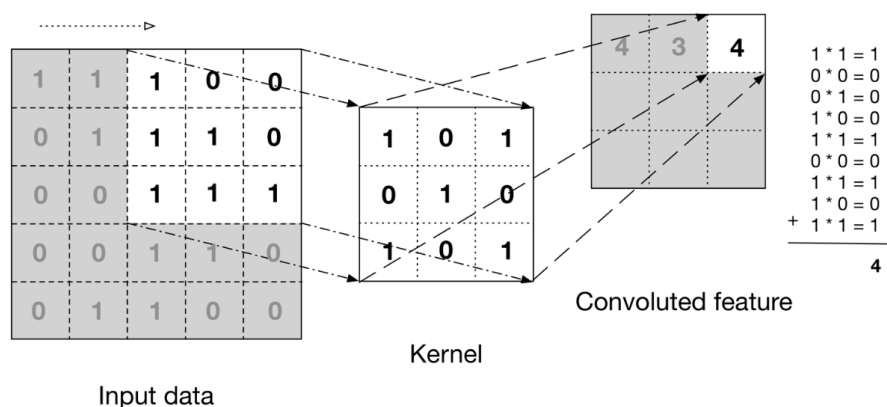 1 1 1 0 0
0 1 1 1 0
0 0 1 1 1
0 0 1 1 0
0 1 1 0 0
Input data
1 0 1
0 1 0
1 0 1
Kernel
4 3 4
Convoluted feature
1 * 1 = 1
0 * 0 = 0
0 * 1 = 0
1 * 0 = 0
1 * 1 = 1
0 * 0 = 0
1 * 1 = 1
1 * 0 = 0
+ 1 * 1 = 1
4